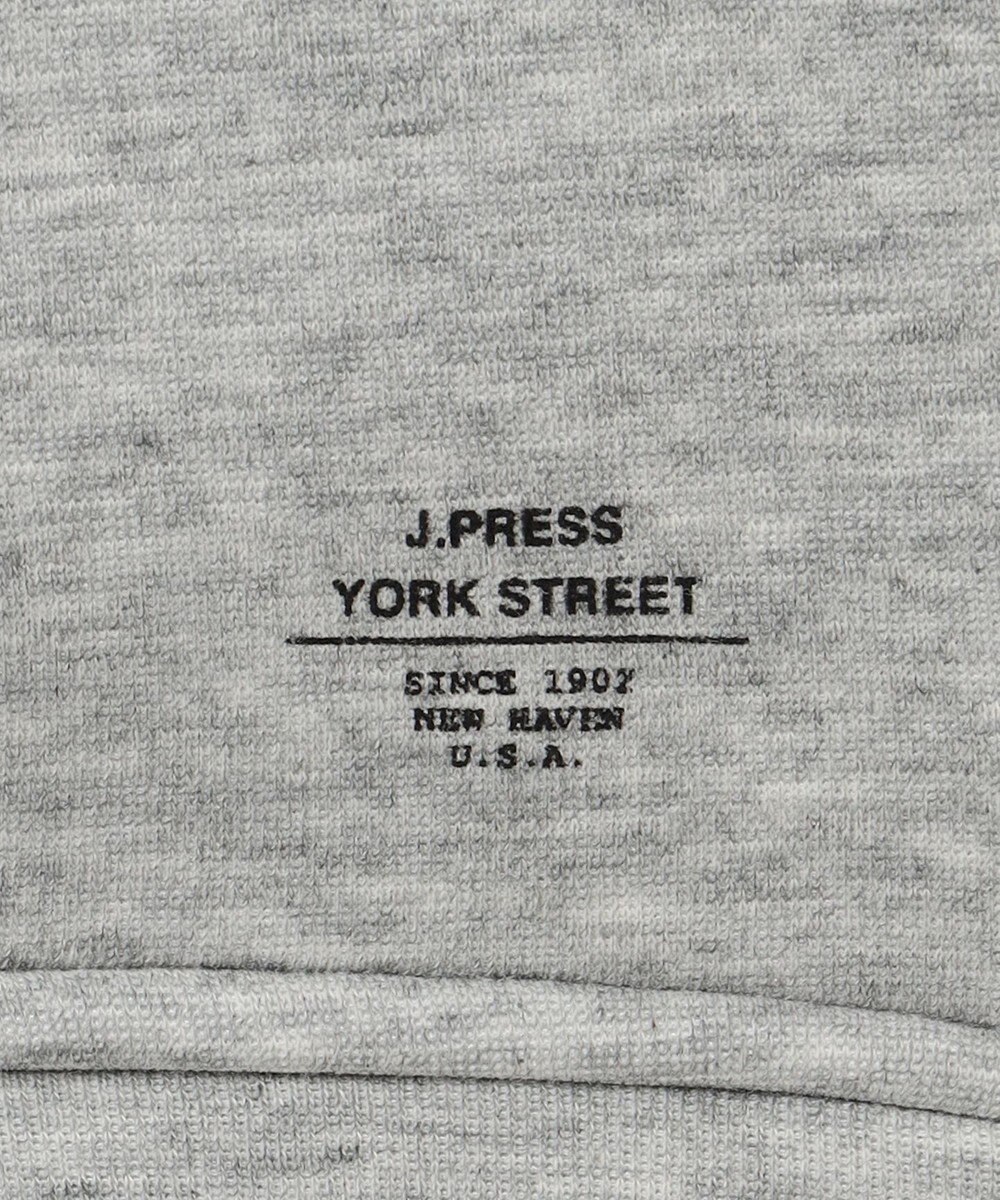 J.PRESS
YORK STREET
SINCE 1902
NEW HAVEN
U.S.A.